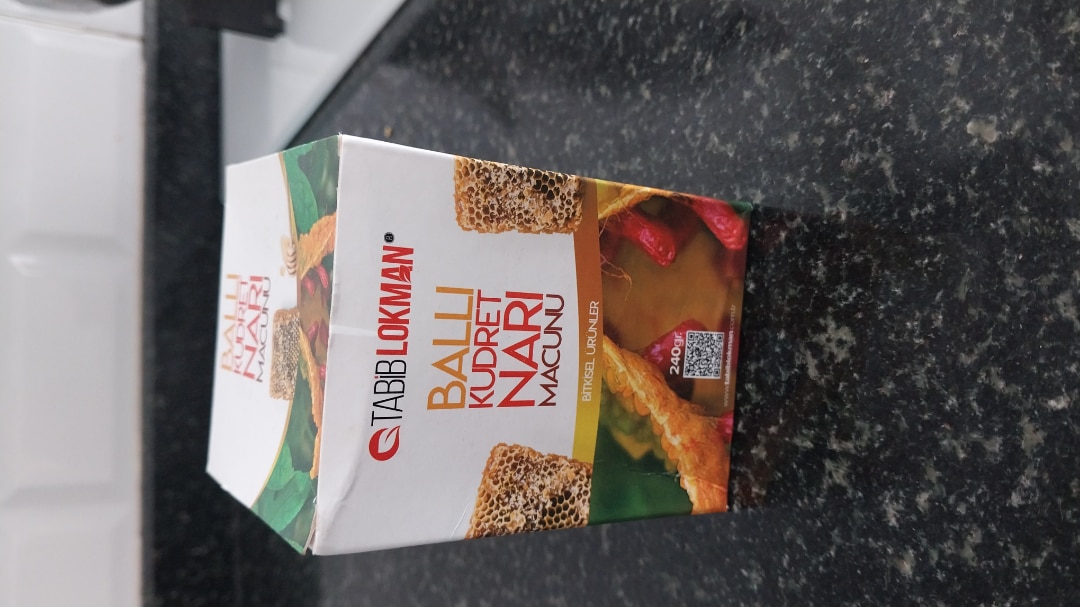 TABiB LOKMAN®
BALLI
KUDRET
NARI
MACUNU
BİTKİSEL ÜRÜNLER
240gr.
BALLI
KUDRET
NARI
MACUNU